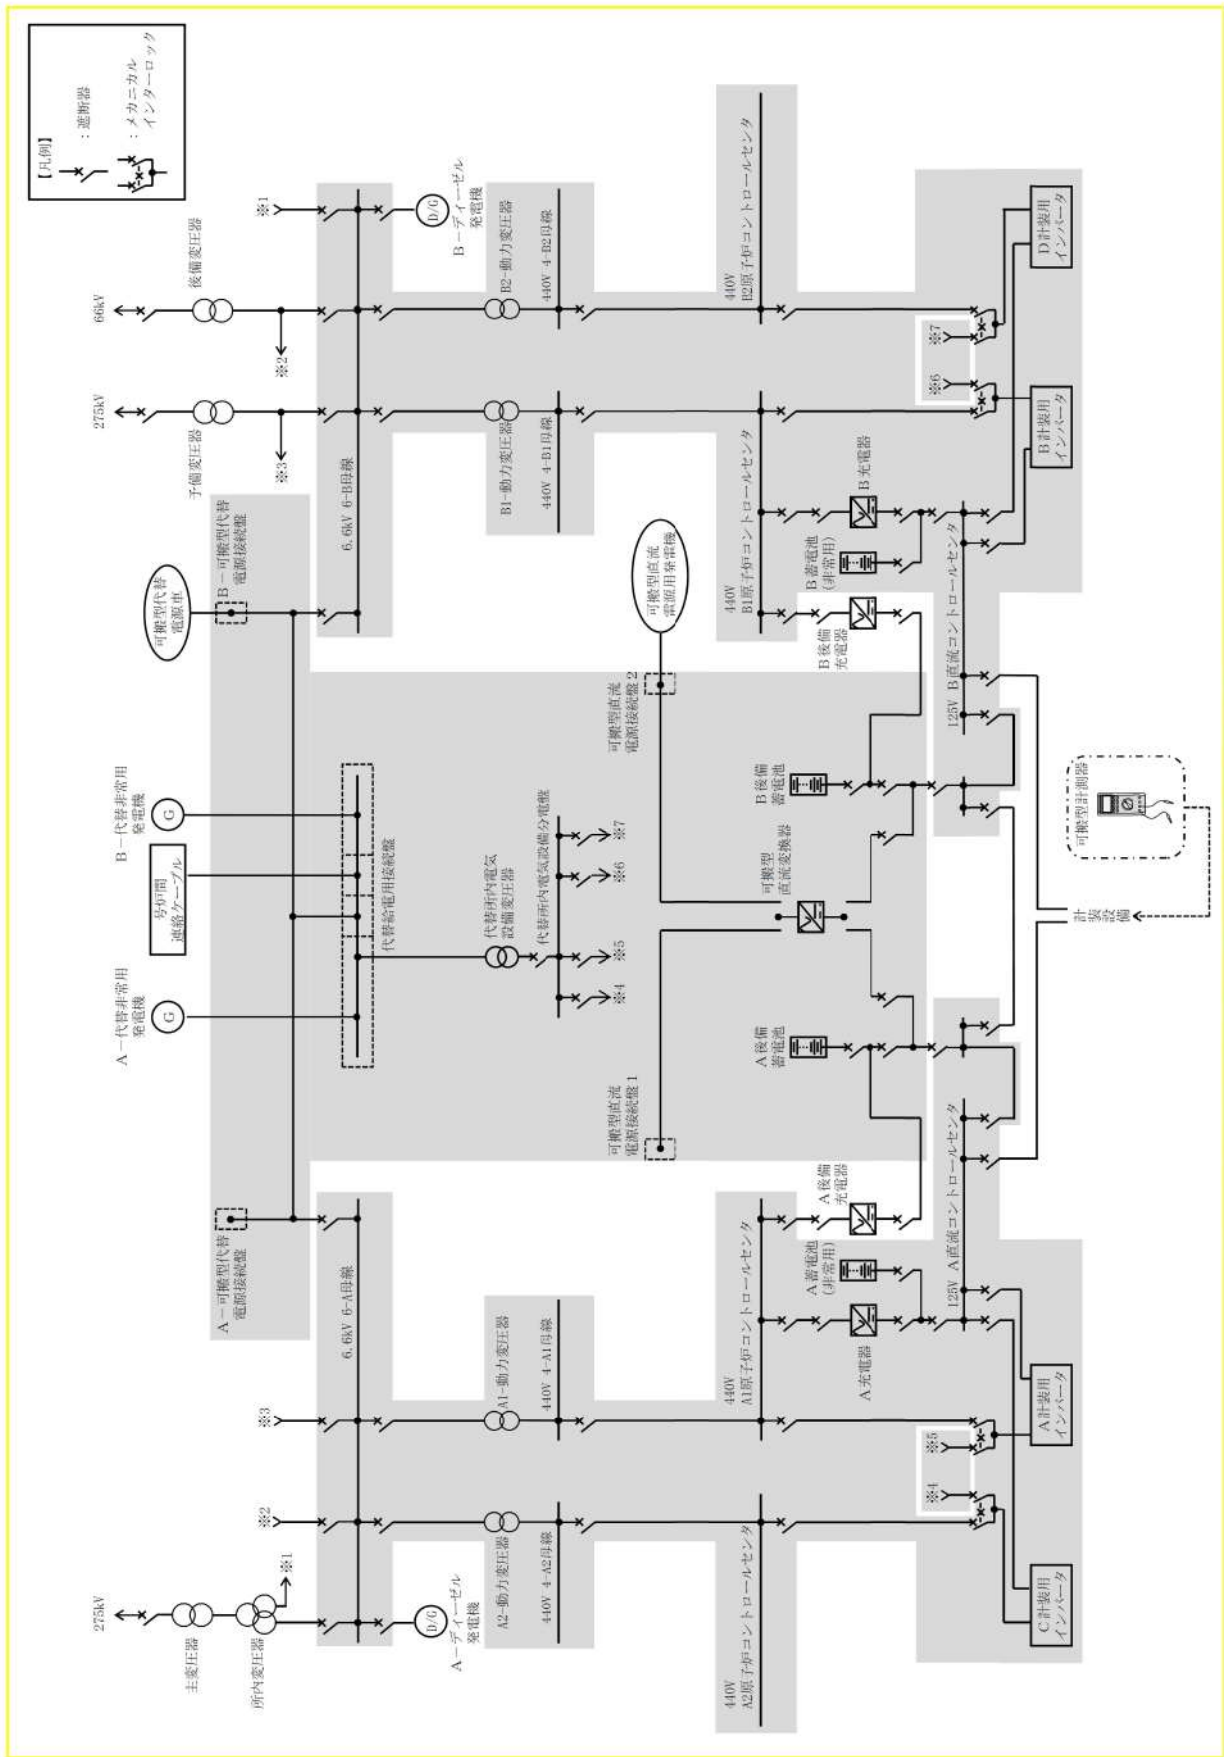 【凡例】
：遮断器
：メカニカル
インターロック
275kV
主変圧器
所内変圧器
※1
※2
※3
A－可搬型代替
電源接続盤
A－代替非常用
発電機
G
号炉間
連絡ケーブル
B－代替非常用
発電機
G
可搬型代替
電源車
B－可搬型代替
電源接続盤
275kV
予備変圧器
※3
66kV
後備変圧器
※2
※1
6.6kV 6-A母線
代替給電用接続盤
6.6kV 6-B母線
D/G
A－ディーゼル
発電機
D/G
B－ディーゼル
発電機
A2-動力変圧器
440V 4-A2母線
A1-動力変圧器
440V 4-A1母線
代替所内電気
設備変圧器
代替所内電気設備分電盤
※4
※5
※6
※7
B1-動力変圧器
440V 4-B1母線
B2-動力変圧器
440V 4-B2母線
可搬型直流
電源接続盤1
可搬型直流
電源接続盤2
可搬型直流
電源用発電機
440V
A2原子炉コントロールセンタ
440V
A1原子炉コントロールセンタ
440V
B1原子炉コントロールセンタ
440V
B2原子炉コントロールセンタ
A充電器
A蓄電池
(非常用)
A後備
充電器
A後備
蓄電池
可搬型
直流変換器
B後備
蓄電池
B後備
充電器
B蓄電池
(非常用)
B充電器
※4
※5
125V A直流コントロールセンタ
125V B直流コントロールセンタ
※6
※7
C計装用
インバータ
A計装用
インバータ
計装設備
可搬型計測器
B計装用
インバータ
D計装用
インバータ